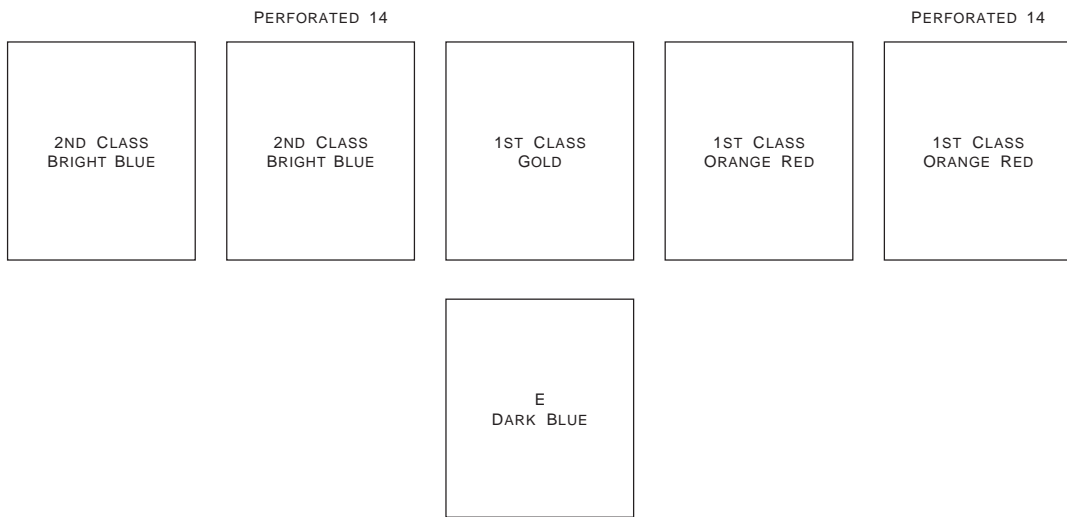 PERFORATED 14
PERFORATED 14
2ND CLASS
BRIGHT BLUE
2ND CLASS
BRIGHT BLUE
1ST CLASS
GOLD
1ST CLASS
ORANGE RED
1ST CLASS
ORANGE RED
E
DARK BLUE